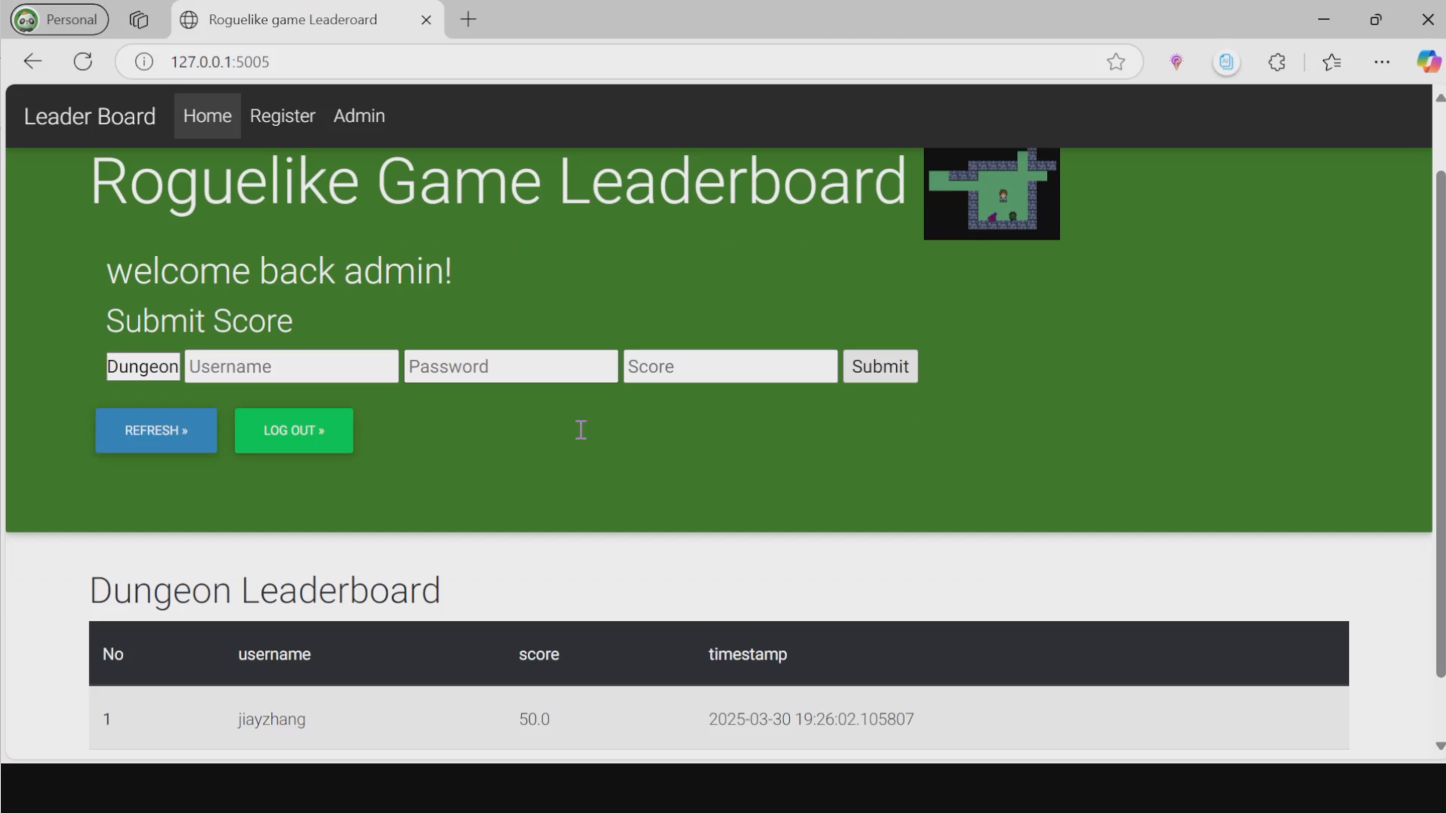 Personal
Roguelike game Leaderoard
127.0.0.1:5005
Leader Board Home Register Admin
Roguelike Game Leaderboard
welcome back admin!
Submit Score
Dungeon Username Password Score Submit
REFRESH » LOG OUT »
Dungeon Leaderboard
No username score timestamp
1 jiayzhang 50.0 2025-03-30 19:26:02.105807